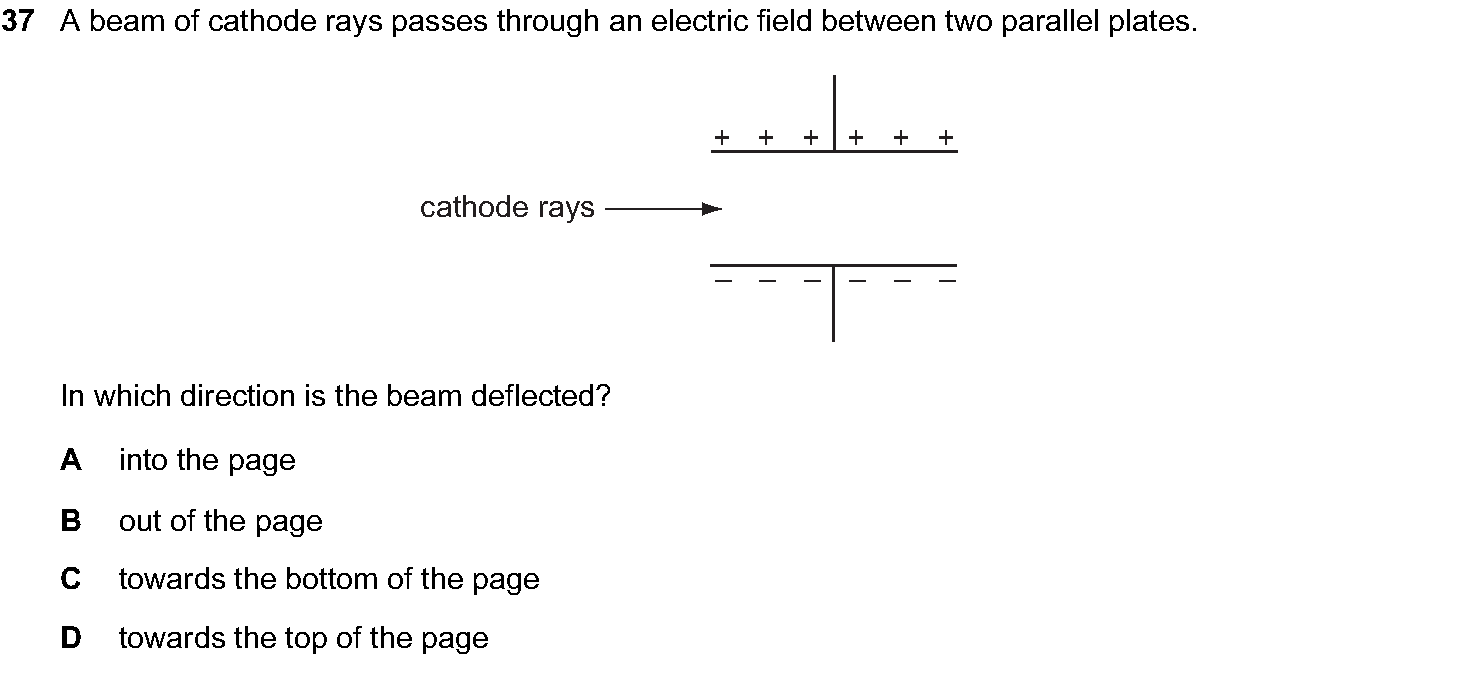 37 A beam of cathode rays passes through an electric field between two parallel plates.
+ + + + + +
cathode rays
– – – – – –
In which direction is the beam deflected?
A into the page
B out of the page
C towards the bottom of the page
D towards the top of the page